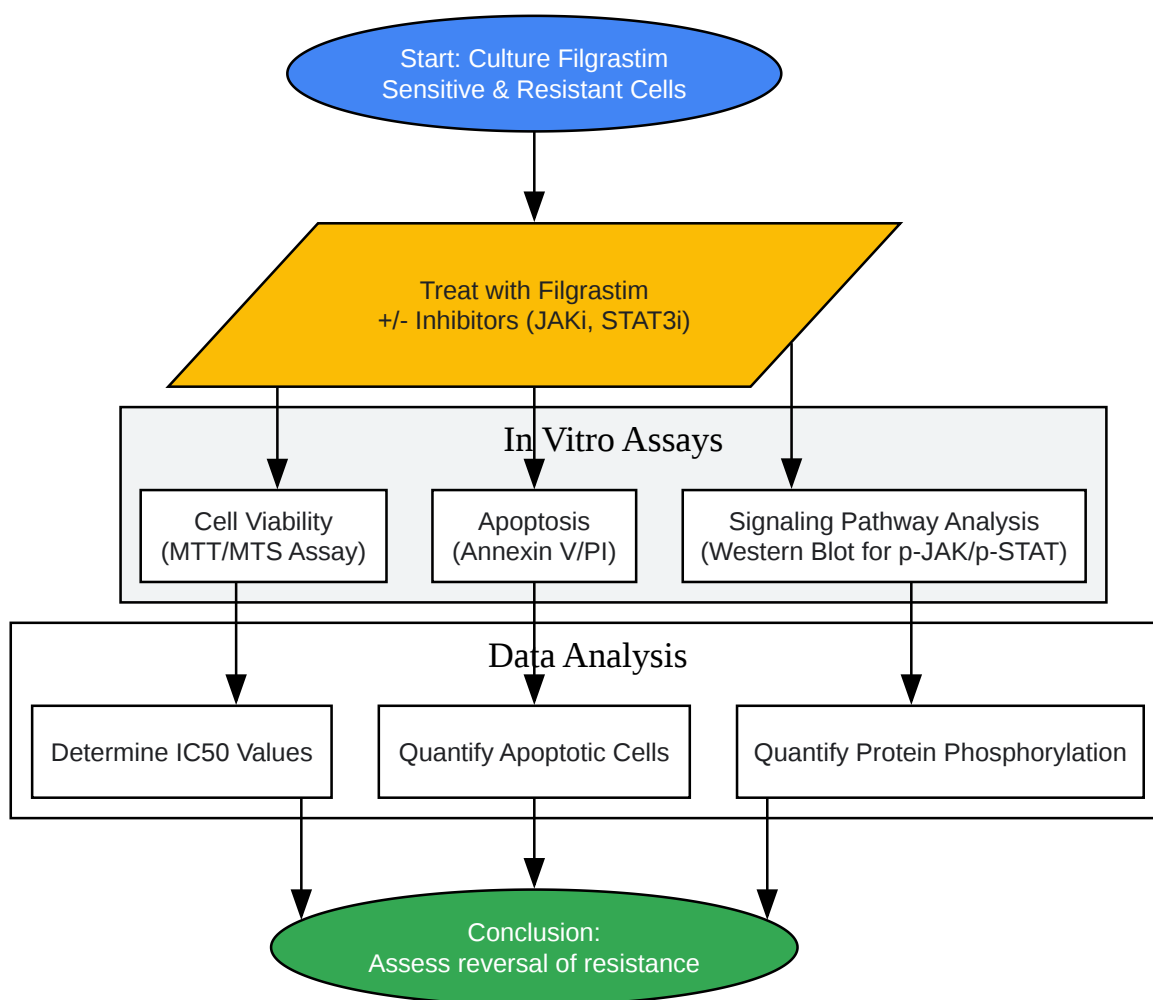 Start: Culture Filgrastim
Sensitive & Resistant Cells
Treat with Filgrastim
+/- Inhibitors (JAKi, STAT3i)
In Vitro Assays
Cell Viability
(MTT/MTS Assay)
Apoptosis
(Annexin V/PI)
Signaling Pathway Analysis
(Western Blot for p-JAK/p-STAT)
Data Analysis
Determine IC50 Values
Quantify Apoptotic Cells
Quantify Protein Phosphorylation
Conclusion:
Assess reversal of resistance